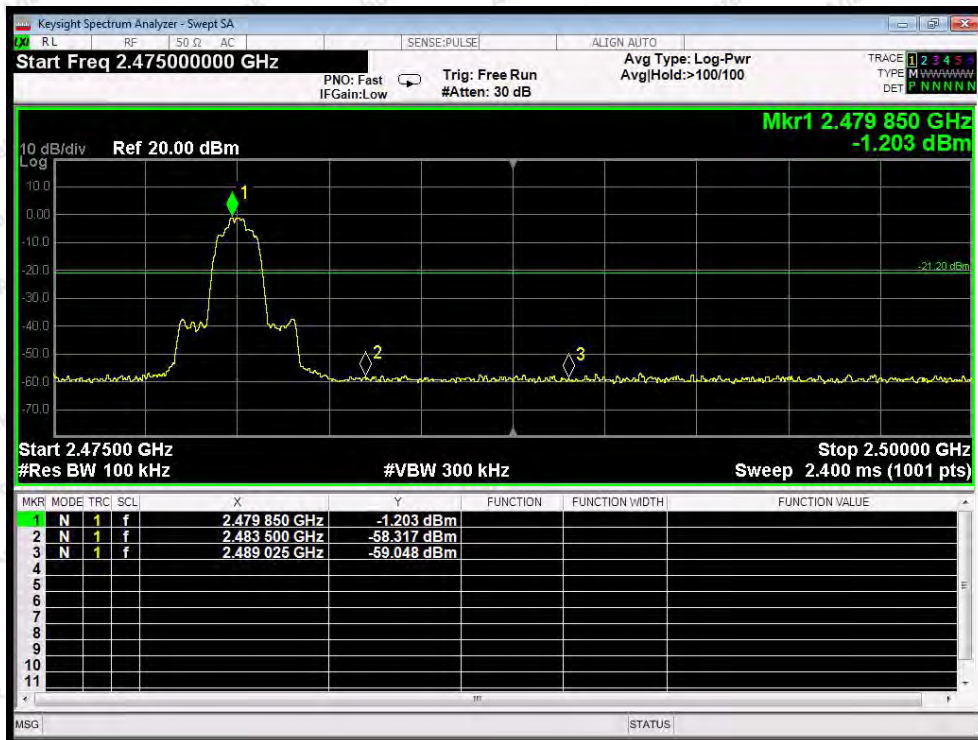 Keysight Spectrum Analyzer - Swept SA
LXI RL RF 50 Ω AC SENSE:PULSE ALIGN AUTO
Start Freq 2.475000000 GHz
PNO: Fast
IFGain:Low
Trig: Free Run
#Atten: 30 dB
Avg Type: Log-Pwr
Avg|Hold:>100/100
TRACE 1 2 3 4 5 6
TYPE M WWWWW
DET P N N N N N
Mkr1 2.479 850 GHz
-1.203 dBm
10 dB/div Ref 20.00 dBm
Log
10.0
0.00
-10.0
-20.0
-30.0
-40.0
-50.0
-60.0
-70.0
1
-21.20 dBm
2
3
Start 2.47500 GHz Stop 2.50000 GHz
#Res BW 100 kHz #VBW 300 kHz Sweep 2.400 ms (1001 pts)
MKR MODE TRC SCL X Y FUNCTION FUNCTION WIDTH FUNCTION VALUE
1 N 1 f 2.479 850 GHz -1.203 dBm
2 N 1 f 2.483 500 GHz -58.317 dBm
3 N 1 f 2.489 025 GHz -59.048 dBm
4
5
6
7
8
9
10
11
MSG STATUS